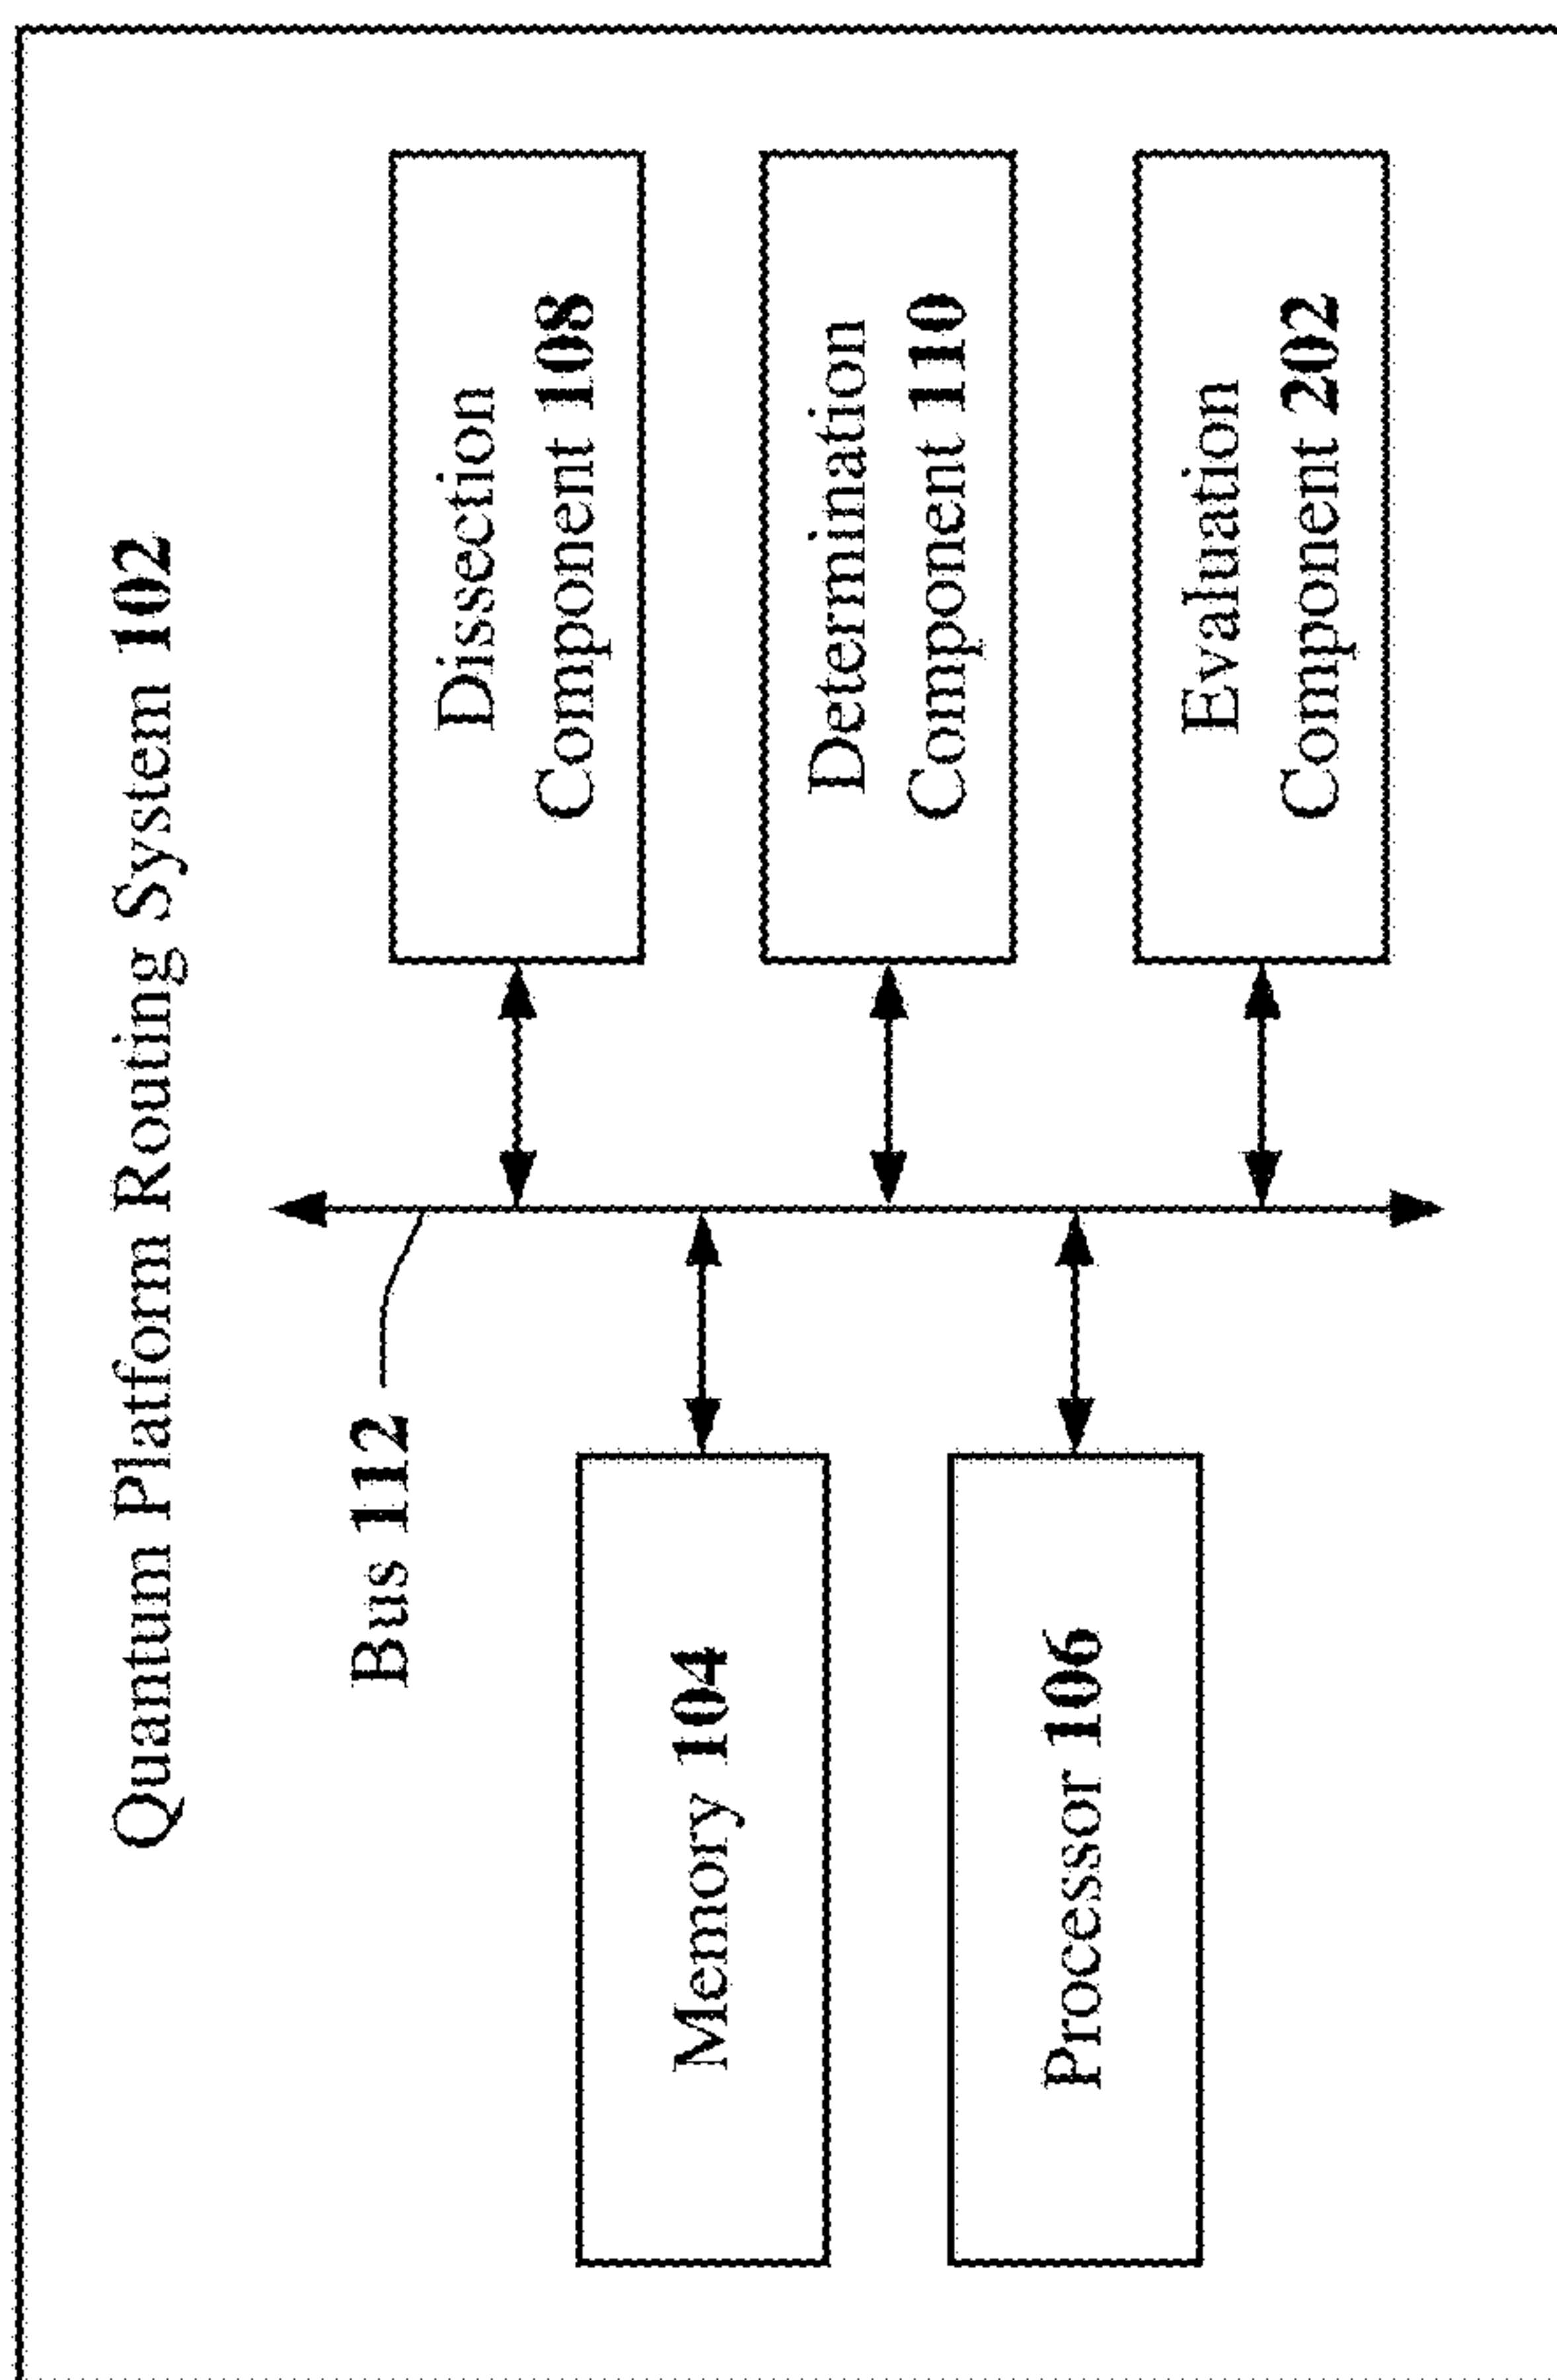 Quantum Platform Routing System 102
Bus 112
Memory 104
Processor 106
Dissection
Component 108
Determination
Component 110
Evaluation
Component 202